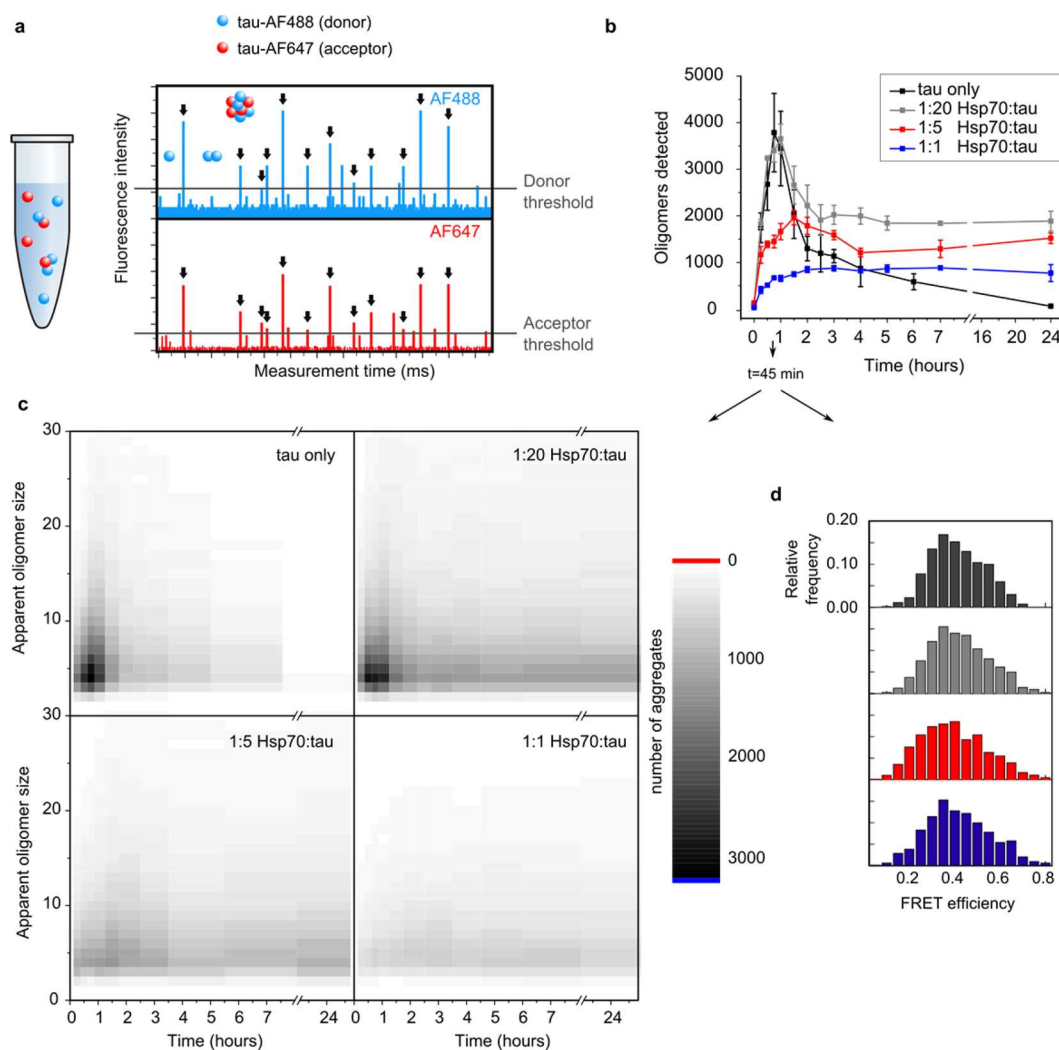 a
tau-AF488 (donor)
tau-AF647 (acceptor)
Fluorescence intensity
AF488
Donor
threshold
AF647
Acceptor
threshold
Measurement time (ms)
b
Oligomers detected
5000
4000
3000
2000
1000
0
tau only
1:20 Hsp70:tau
1:5 Hsp70:tau
1:1 Hsp70:tau
0 1 2 3 4 5 6 7 16 24
Time (hours)
t=45 min
c
Apparent oligomer size
30
20
10
30
tau only
1:20 Hsp70:tau
Apparent oligomer size
20
10
0
1:5 Hsp70:tau
1:1 Hsp70:tau
0 1 2 3 4 5 6 7 24
0 1 2 3 4 5 6 7 24
Time (hours)
Time (hours)
number of aggregates
0
1000
2000
3000
d
Relative
frequency
0.20
0.10
0.00
0.2 0.4 0.6 0.8
FRET efficiency